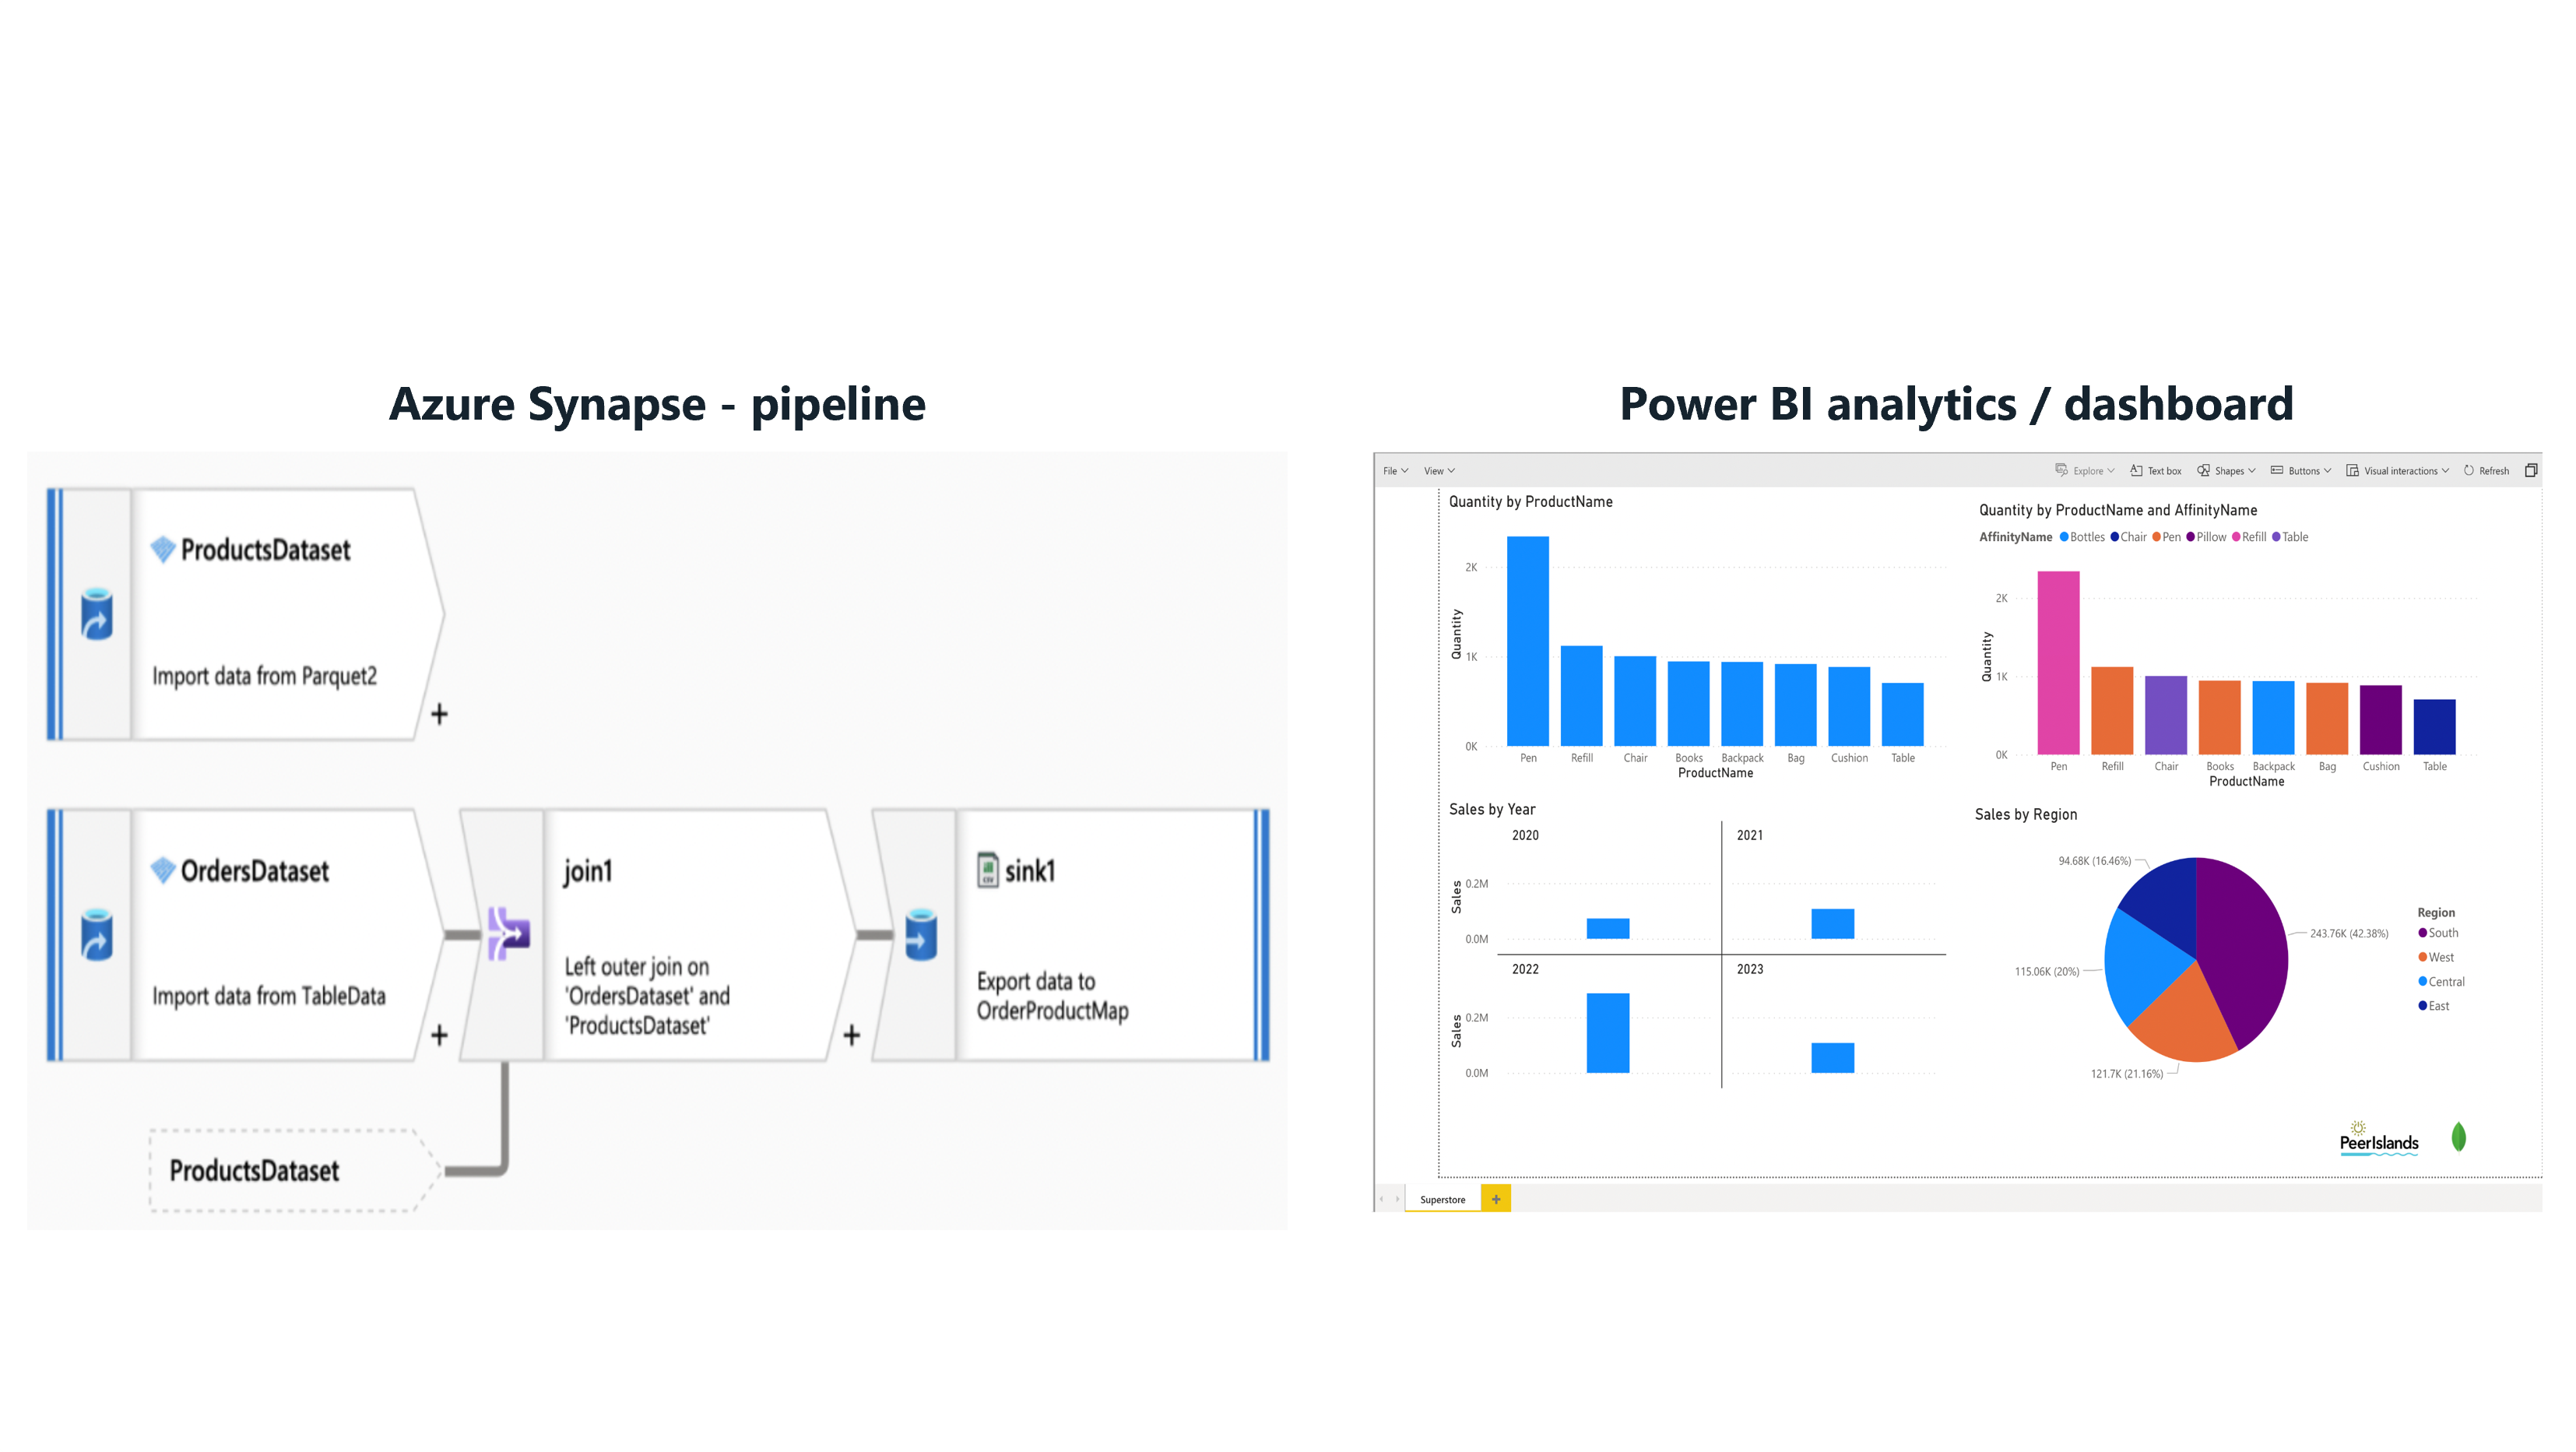 Azure Synapse - pipeline
ProductsDataset
Import data from Parquet2
+
OrdersDataset
Import data from TableData
+
join1
Left outer join on
'OrdersDataset' and
'ProductsDataset'
+
sink1
Export data to
OrderProductMap
ProductsDataset
Power BI analytics / dashboard
File View Explore Text box Shapes Buttons Visual interactions Refresh
Quantity by ProductName
Quantity
2K
1K
0K
Pen Refill Chair Books Backpack Bag Cushion Table
ProductName
Quantity by ProductName and AffinityName
AffinityName Bottles Chair Pen Pillow Refill Table
Quantity
2K
1K
0K
Pen Refill Chair Books Backpack Bag Cushion Table
ProductName
Sales by Year
2020 2021
Sales
0.2M
0.0M
2022 2023
Sales
0.2M
0.0M
Sales by Region
94.68K (16.46%)
243.76K (42.38%)
115.06K (20%)
121.7K (21.16%)
Region
South
West
Central
East
PeerIslands
Superstore +